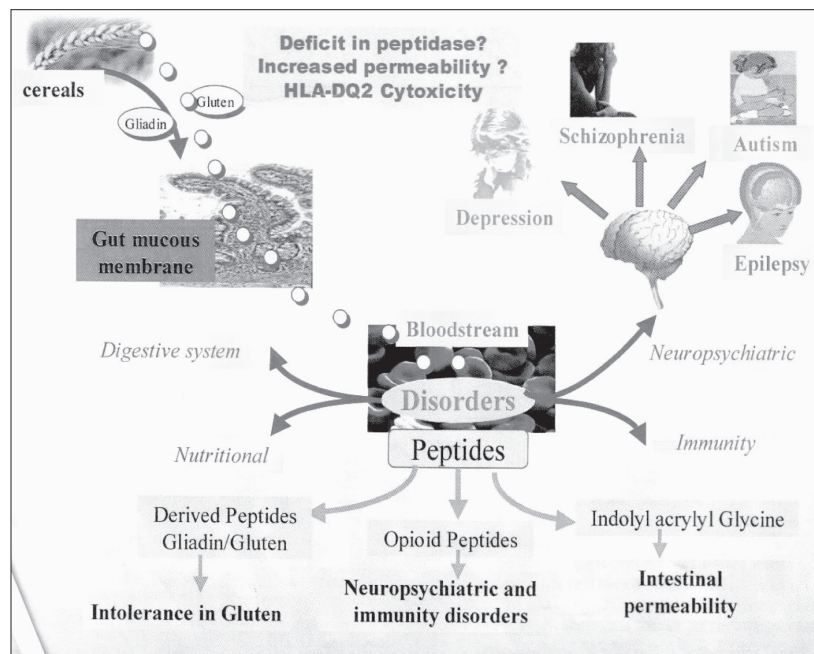 Deficit in peptidase?
Increased permeability ?
HLA-DQ2 Cytoxicity
cereals
Gluten
Gliadin
Schizophrenia
Autism
Depression
Epilepsy
Gut mucous
membrane
Bloodstream
Digestive system
Neuropsychiatric
Disorders
Peptides
Nutritional
Immunity
Derived Peptides
Gliadin/Gluten
Opioid Peptides
Indolyl acrylyl Glycine
Intolerance in Gluten
Neuropsychiatric and
immunity disorders
Intestinal
permeability